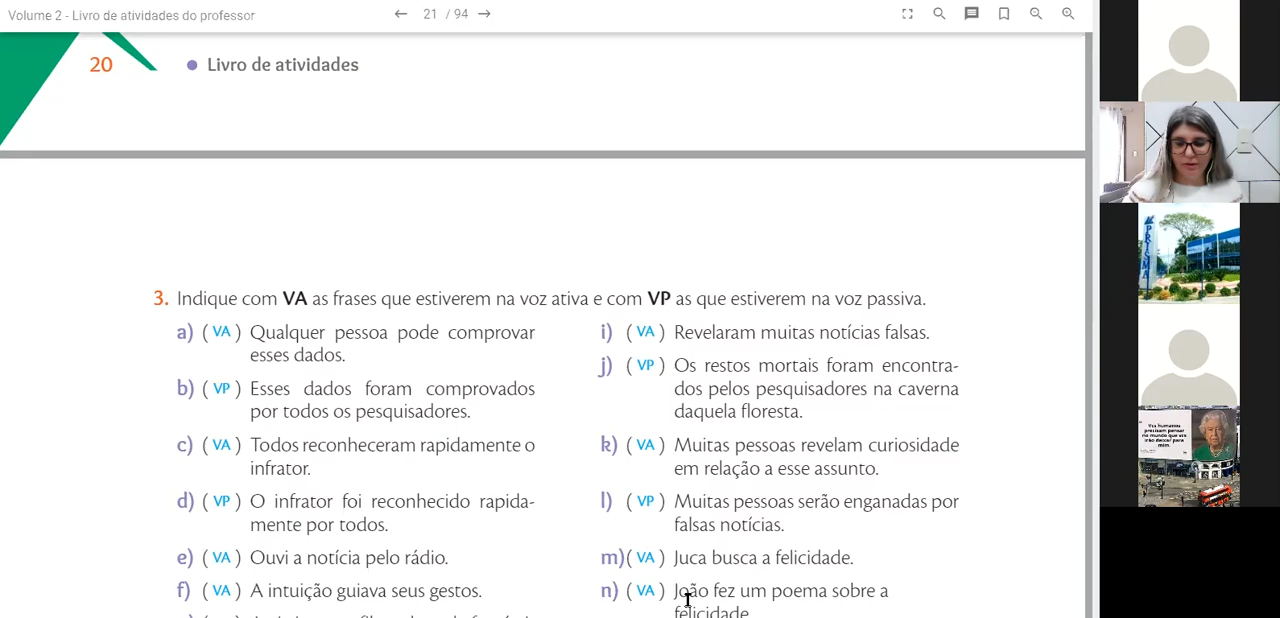 Volume 2 - Livro de atividades do professor
21 / 94
20
Livro de atividades
3. Indique com VA as frases que estiverem na voz ativa e com VP as que estiverem na voz passiva.
a) ( VA ) Qualquer pessoa pode comprovar
esses dados.
b) ( VP ) Esses dados foram comprovados
por todos os pesquisadores.
c) ( VA ) Todos reconheceram rapidamente o
infrator.
d) ( VP ) O infrator foi reconhecido rapida-
mente por todos.
e) ( VA ) Ouvi a notícia pelo rádio.
f) ( VA ) A intuição guiava seus gestos.
i) ( VA ) Revelaram muitas notícias falsas.
j) ( VP ) Os restos mortais foram encontra-
dos pelos pesquisadores na caverna
daquela floresta.
k) ( VA ) Muitas pessoas revelam curiosidade
em relação a esse assunto.
l) ( VP ) Muitas pessoas serão enganadas por
falsas notícias.
m) ( VA ) Juca busca a felicidade.
n) ( VA ) João fez um poema sobre a
felicidade
PRISMA